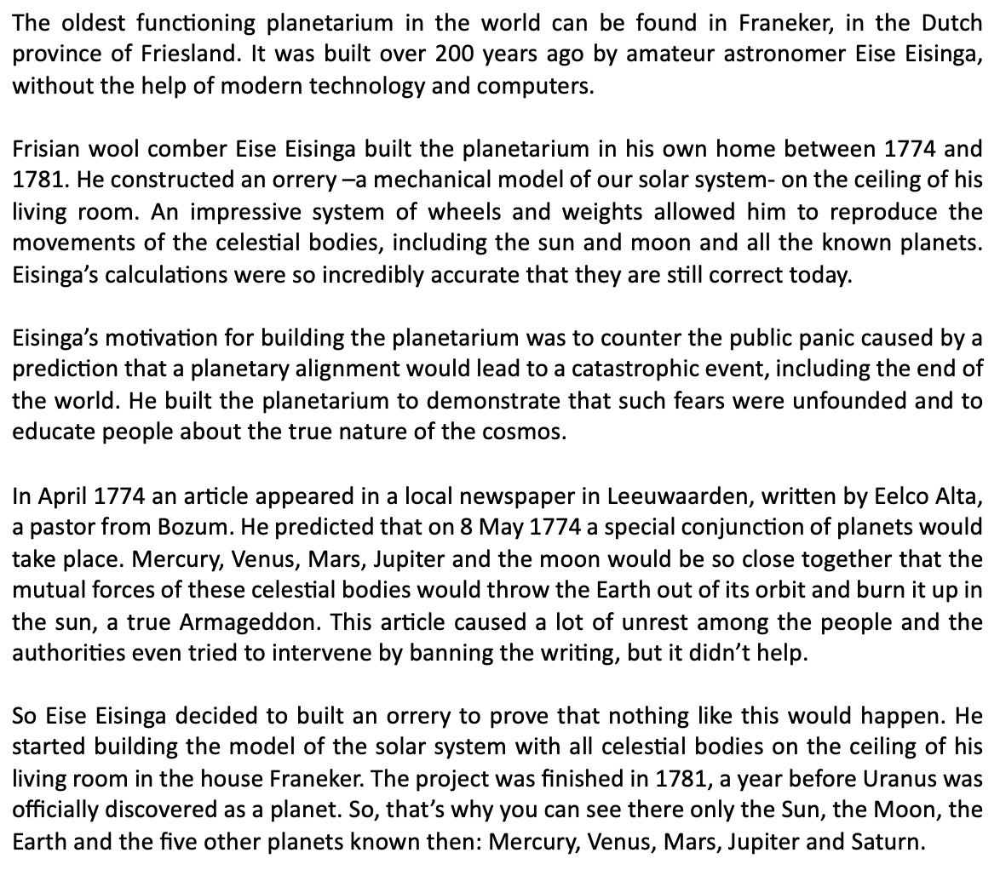 The oldest functioning planetarium in the world can be found in Franeker, in the Dutch
province of Friesland. It was built over 200 years ago by amateur astronomer Eise Eisinga,
without the help of modern technology and computers.
Frisian wool comber Eise Eisinga built the planetarium in his own home between 1774 and
1781. He constructed an orrery –a mechanical model of our solar system- on the ceiling of his
living room. An impressive system of wheels and weights allowed him to reproduce the
movements of the celestial bodies, including the sun and moon and all the known planets.
Eisinga’s calculations were so incredibly accurate that they are still correct today.
Eisinga’s motivation for building the planetarium was to counter the public panic caused by a
prediction that a planetary alignment would lead to a catastrophic event, including the end of
the world. He built the planetarium to demonstrate that such fears were unfounded and to
educate people about the true nature of the cosmos.
In April 1774 an article appeared in a local newspaper in Leeuwaarden, written by Eelco Alta,
a pastor from Bozum. He predicted that on 8 May 1774 a special conjunction of planets would
take place. Mercury, Venus, Mars, Jupiter and the moon would be so close together that the
mutual forces of these celestial bodies would throw the Earth out of its orbit and burn it up in
the sun, a true Armageddon. This article caused a lot of unrest among the people and the
authorities even tried to intervene by banning the writing, but it didn’t help.
So Eise Eisinga decided to built an orrery to prove that nothing like this would happen. He
started building the model of the solar system with all celestial bodies on the ceiling of his
living room in the house Franeker. The project was finished in 1781, a year before Uranus was
officially discovered as a planet. So, that’s why you can see there only the Sun, the Moon, the
Earth and the five other planets known then: Mercury, Venus, Mars, Jupiter and Saturn.